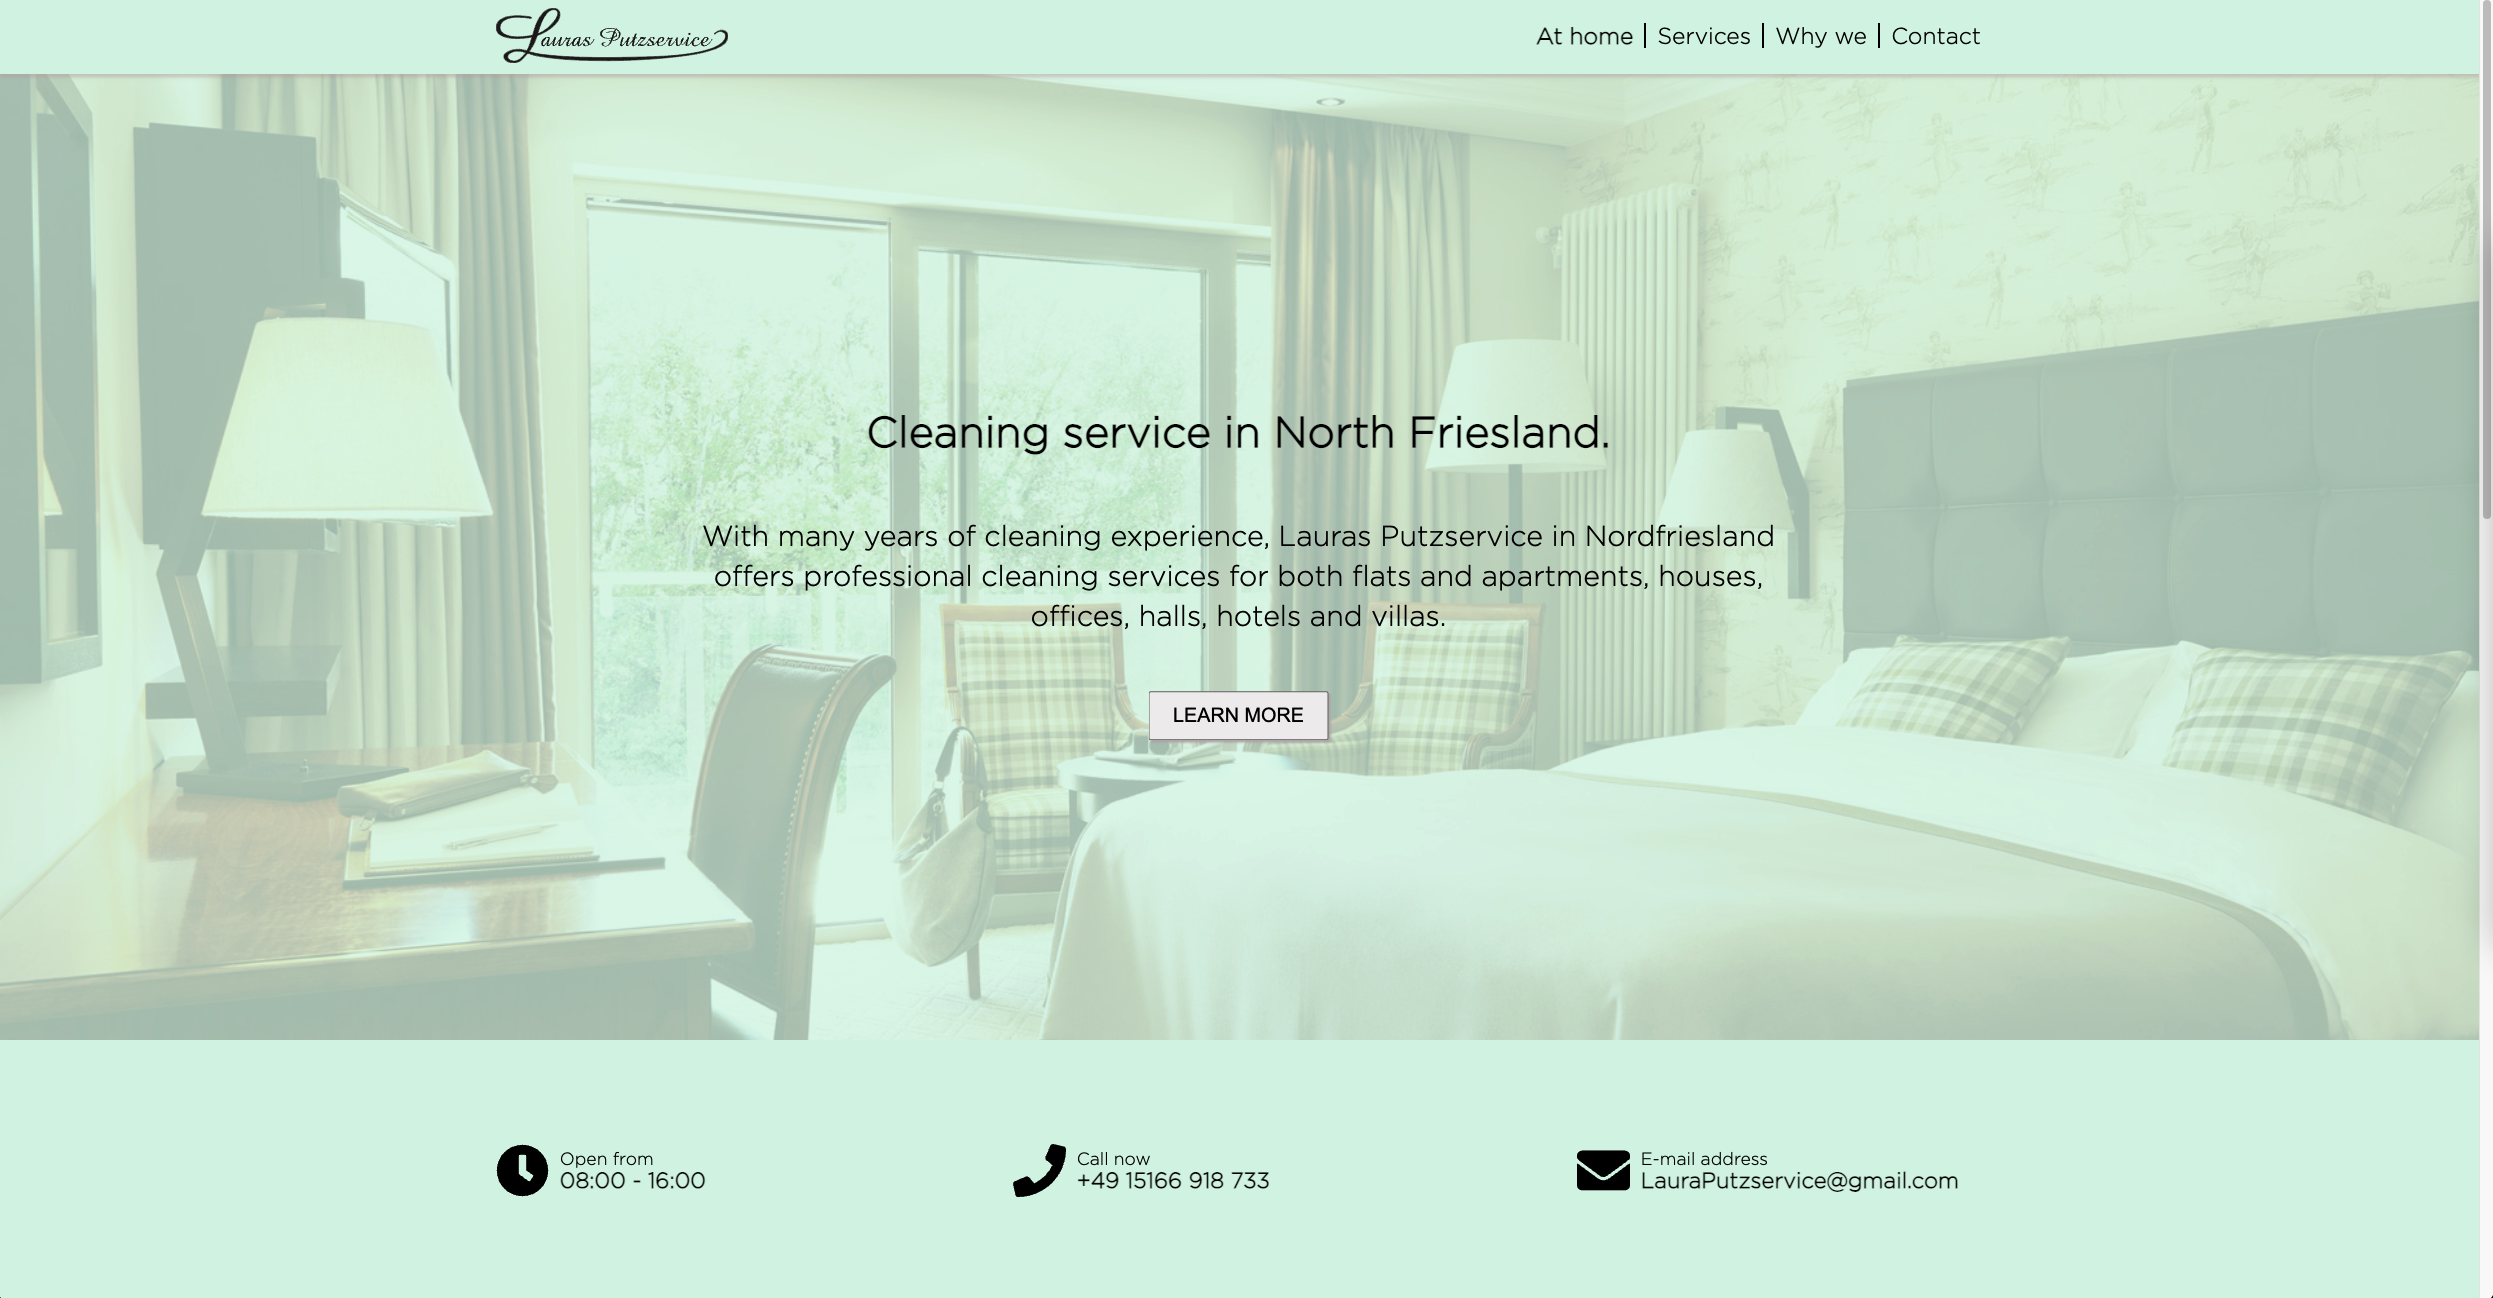 Lauras Putzservice
At home | Services | Why we | Contact
Cleaning service in North Friesland.
With many years of cleaning experience, Lauras Putzservice in Nordfriesland
offers professional cleaning services for both flats and apartments, houses,
offices, halls, hotels and villas.
LEARN MORE
Open from
08:00 - 16:00
Call now
+49 15166 918 733
E-mail address
LauraPutzservice@gmail.com